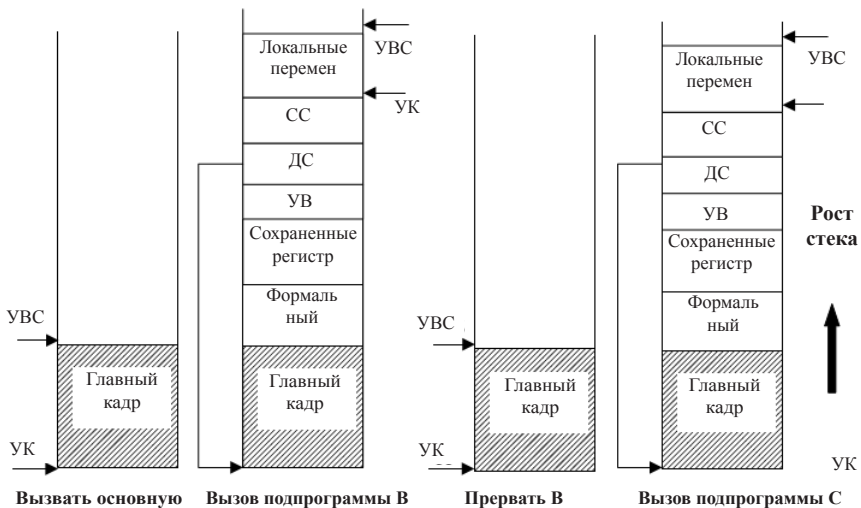 УВС
Главный
кадр
УК
Вызвать основную
УВС
Локальные
перемен
УК
СС
ДС
УВ
Сохраненные
регистр
Формаль
ный
Главный
кадр
Вызов подпрограммы B
УВС
Главный
кадр
УК
Прервать B
УВС
Локальные
перемен
СС
ДС
УВ
Сохраненные
регистр
Формаль
ный
Главный
кадр
Вызов подпрограммы C
Рост
стека
УК